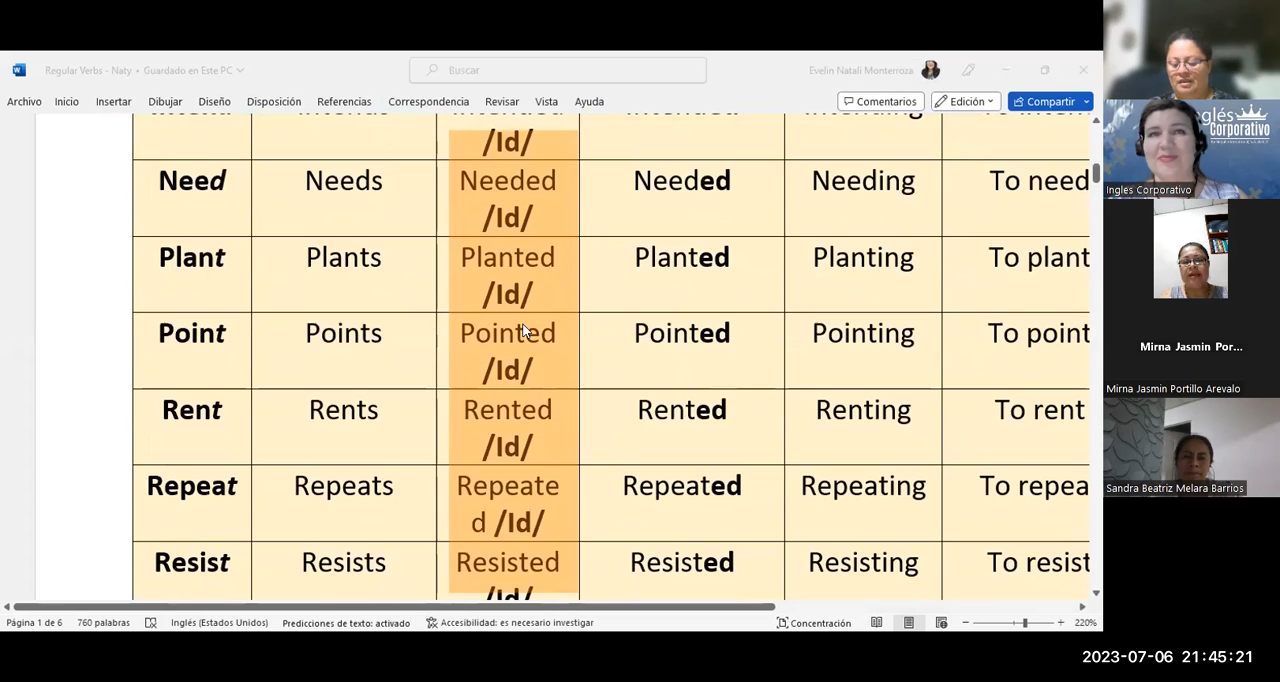 Regular Verbs - Naty • Guardado en Este PC
Buscar
Evelin Natali Monterroza
Archivo Inicio Insertar Dibujar Diseño Disposición Referencias Correspondencia Revisar Vista Ayuda
Comentarios Edición Compartir
/Id/
Need Needs Needed /Id/ Needed Needing To need
Plant Plants Planted /Id/ Planted Planting To plant
Point Points Pointed /Id/ Pointed Pointing To point
Rent Rents Rented /Id/ Rented Renting To rent
Repeat Repeats Repeate
d /Id/ Repeated Repeating To repea
Resist Resists Resisted /Id/ Resisted Resisting To resist
Página 1 de 6 760 palabras Inglés (Estados Unidos) Predicciones de texto: activado Accesibilidad: es necesario investigar Concentración 220%
glés
Corporativo
Ingles Corporativo
Mirna Jasmin Por...
Mirna Jasmin Portillo Arevalo
Sandra Beatriz Melara Barrios
2023-07-06 21:45:21